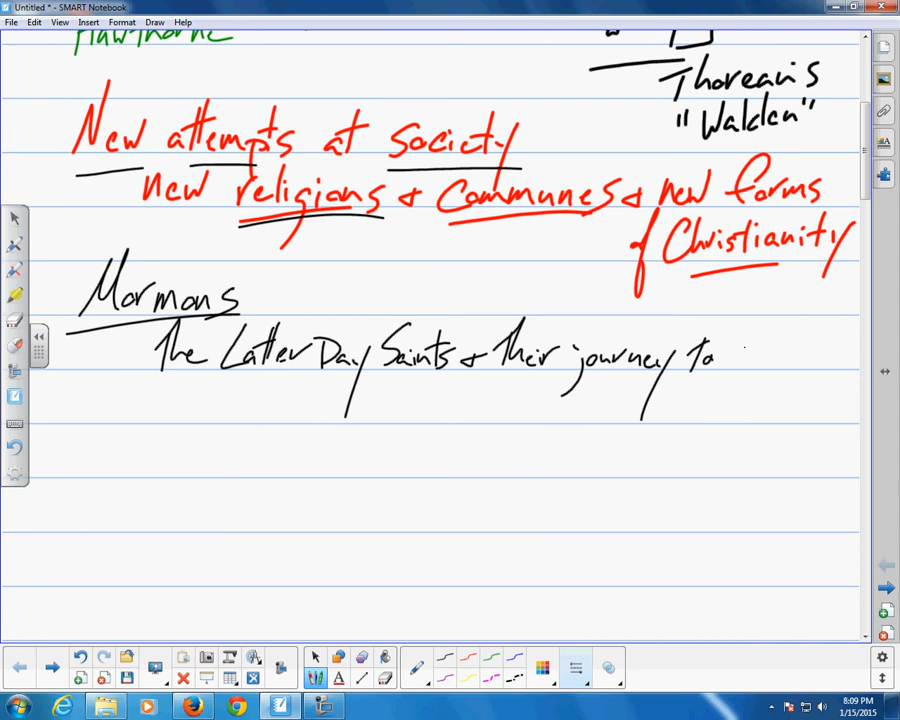 Untitled * - SMART Notebook
File Edit View Insert Format Draw Help
Hawthorne
Thoreau's
"Walden"
New attempts at society
new religions & Communes & new forms
of Christianity
Mormons
The Latter Day Saints & their journey to
8:09 PM
1/15/2015